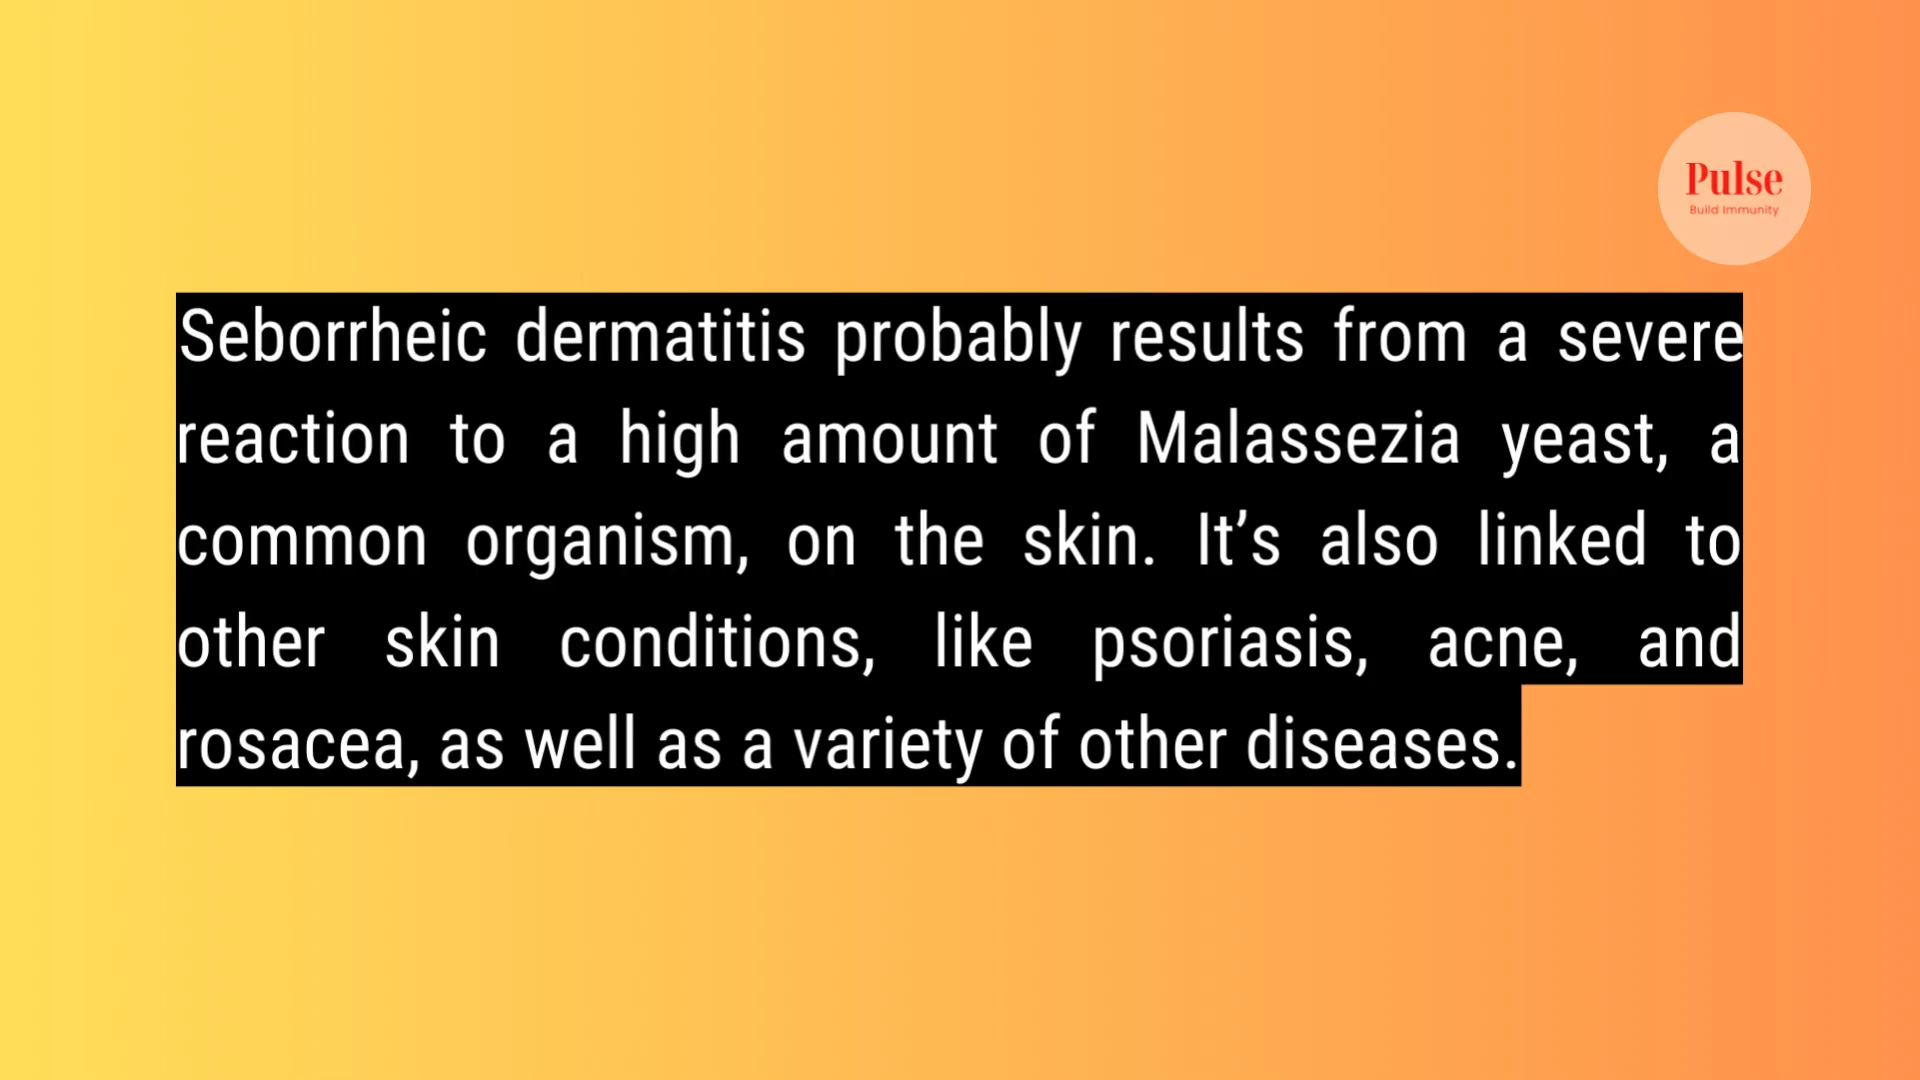 Pulse
Build Immunity
Seborrheic dermatitis probably results from a severe
reaction to a high amount of Malassezia yeast, a
common organism, on the skin. It’s also linked to
other skin conditions, like psoriasis, acne, and
rosacea, as well as a variety of other diseases.